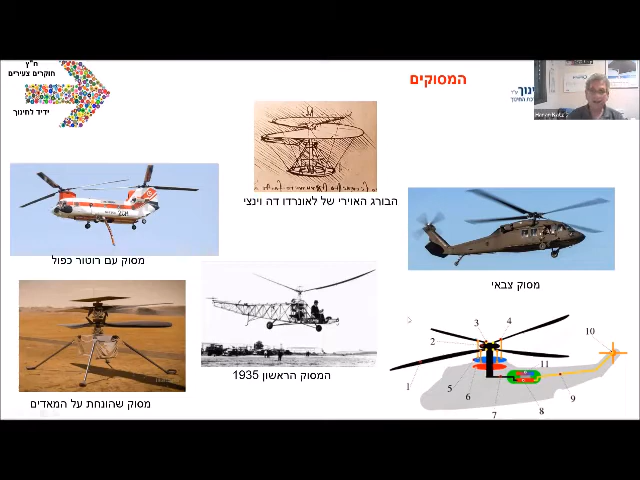 ח"ץ
חוקרים צעירים
ידיד לחינוך
המסוקים
הבורג האוירי של לאונרדו דה וינצי
מסוק עם רוטור כפול
מסוק צבאי
המסוק הראשון 1935
מסוק שהונחת על המאדים
1
2
3
4
5
6
7
8
9
10
11